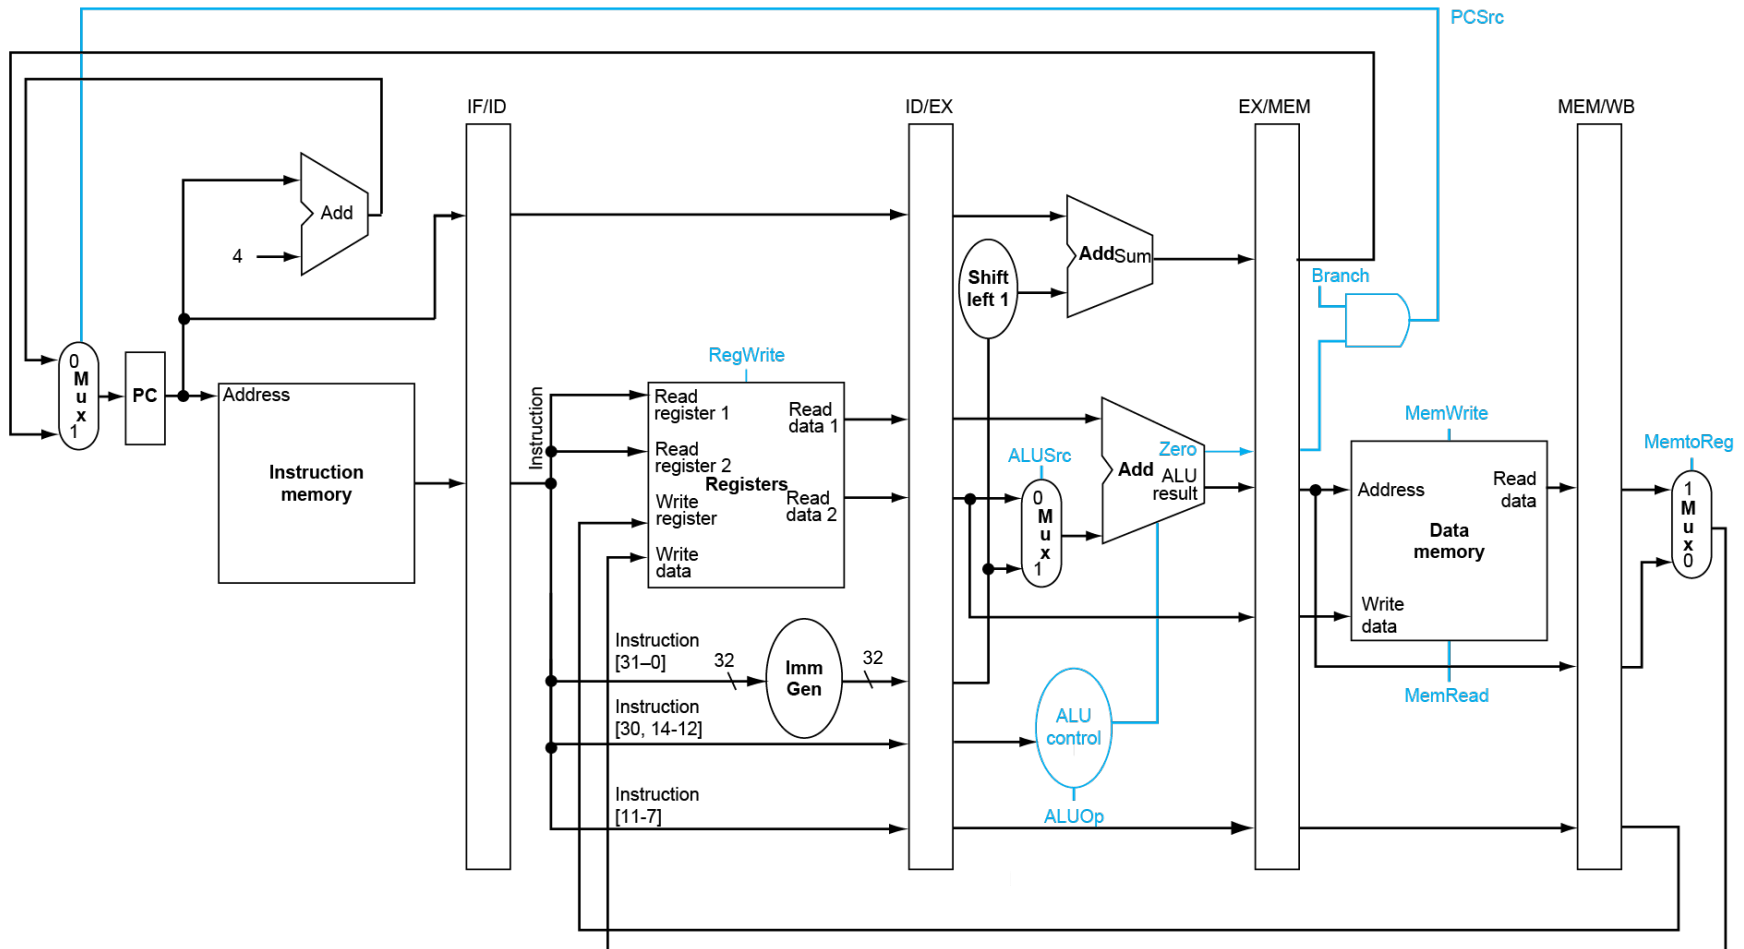 PCSrc
IF/ID
ID/EX
EX/MEM
MEM/WB
Add
4
Add Sum
Shift
left 1
Branch
0
M
u
x
1
PC
Address
Instruction
memory
Instruction
RegWrite
Read
register 1
Read
register 2
Write
register
Write
data
Registers
Read
data 1
Read
data 2
ALUSrc
0
M
u
x
1
Add
Zero
ALU
result
MemWrite
Address
Read
data
Data
memory
Write
data
MemRead
MemtoReg
1
M
u
x
0
Instruction
[31–0]
32
Imm
Gen
32
Instruction
[30, 14-12]
ALU
control
Instruction
[11-7]
ALUOp